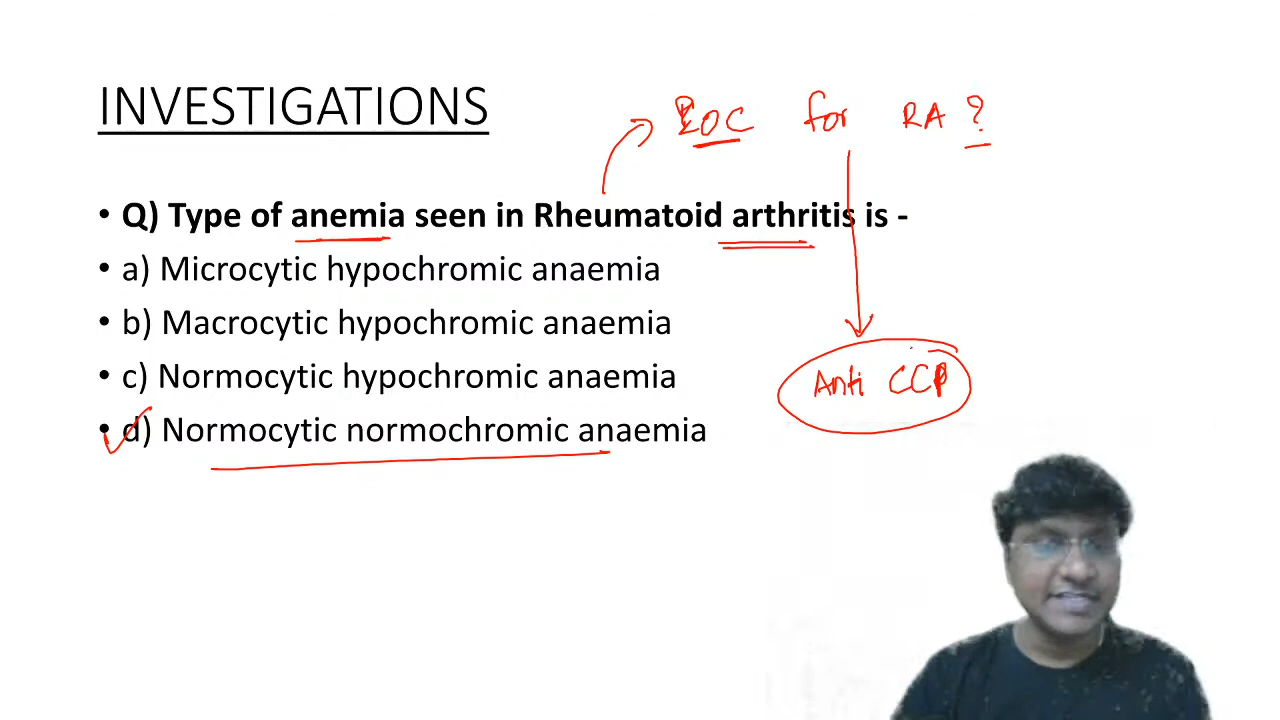 INVESTIGATIONS
IOC for RA ?
• Q) Type of anemia seen in Rheumatoid arthritis is -
• a) Microcytic hypochromic anaemia
• b) Macrocytic hypochromic anaemia
• c) Normocytic hypochromic anaemia
Anti CCP
• d) Normocytic normochromic anaemia